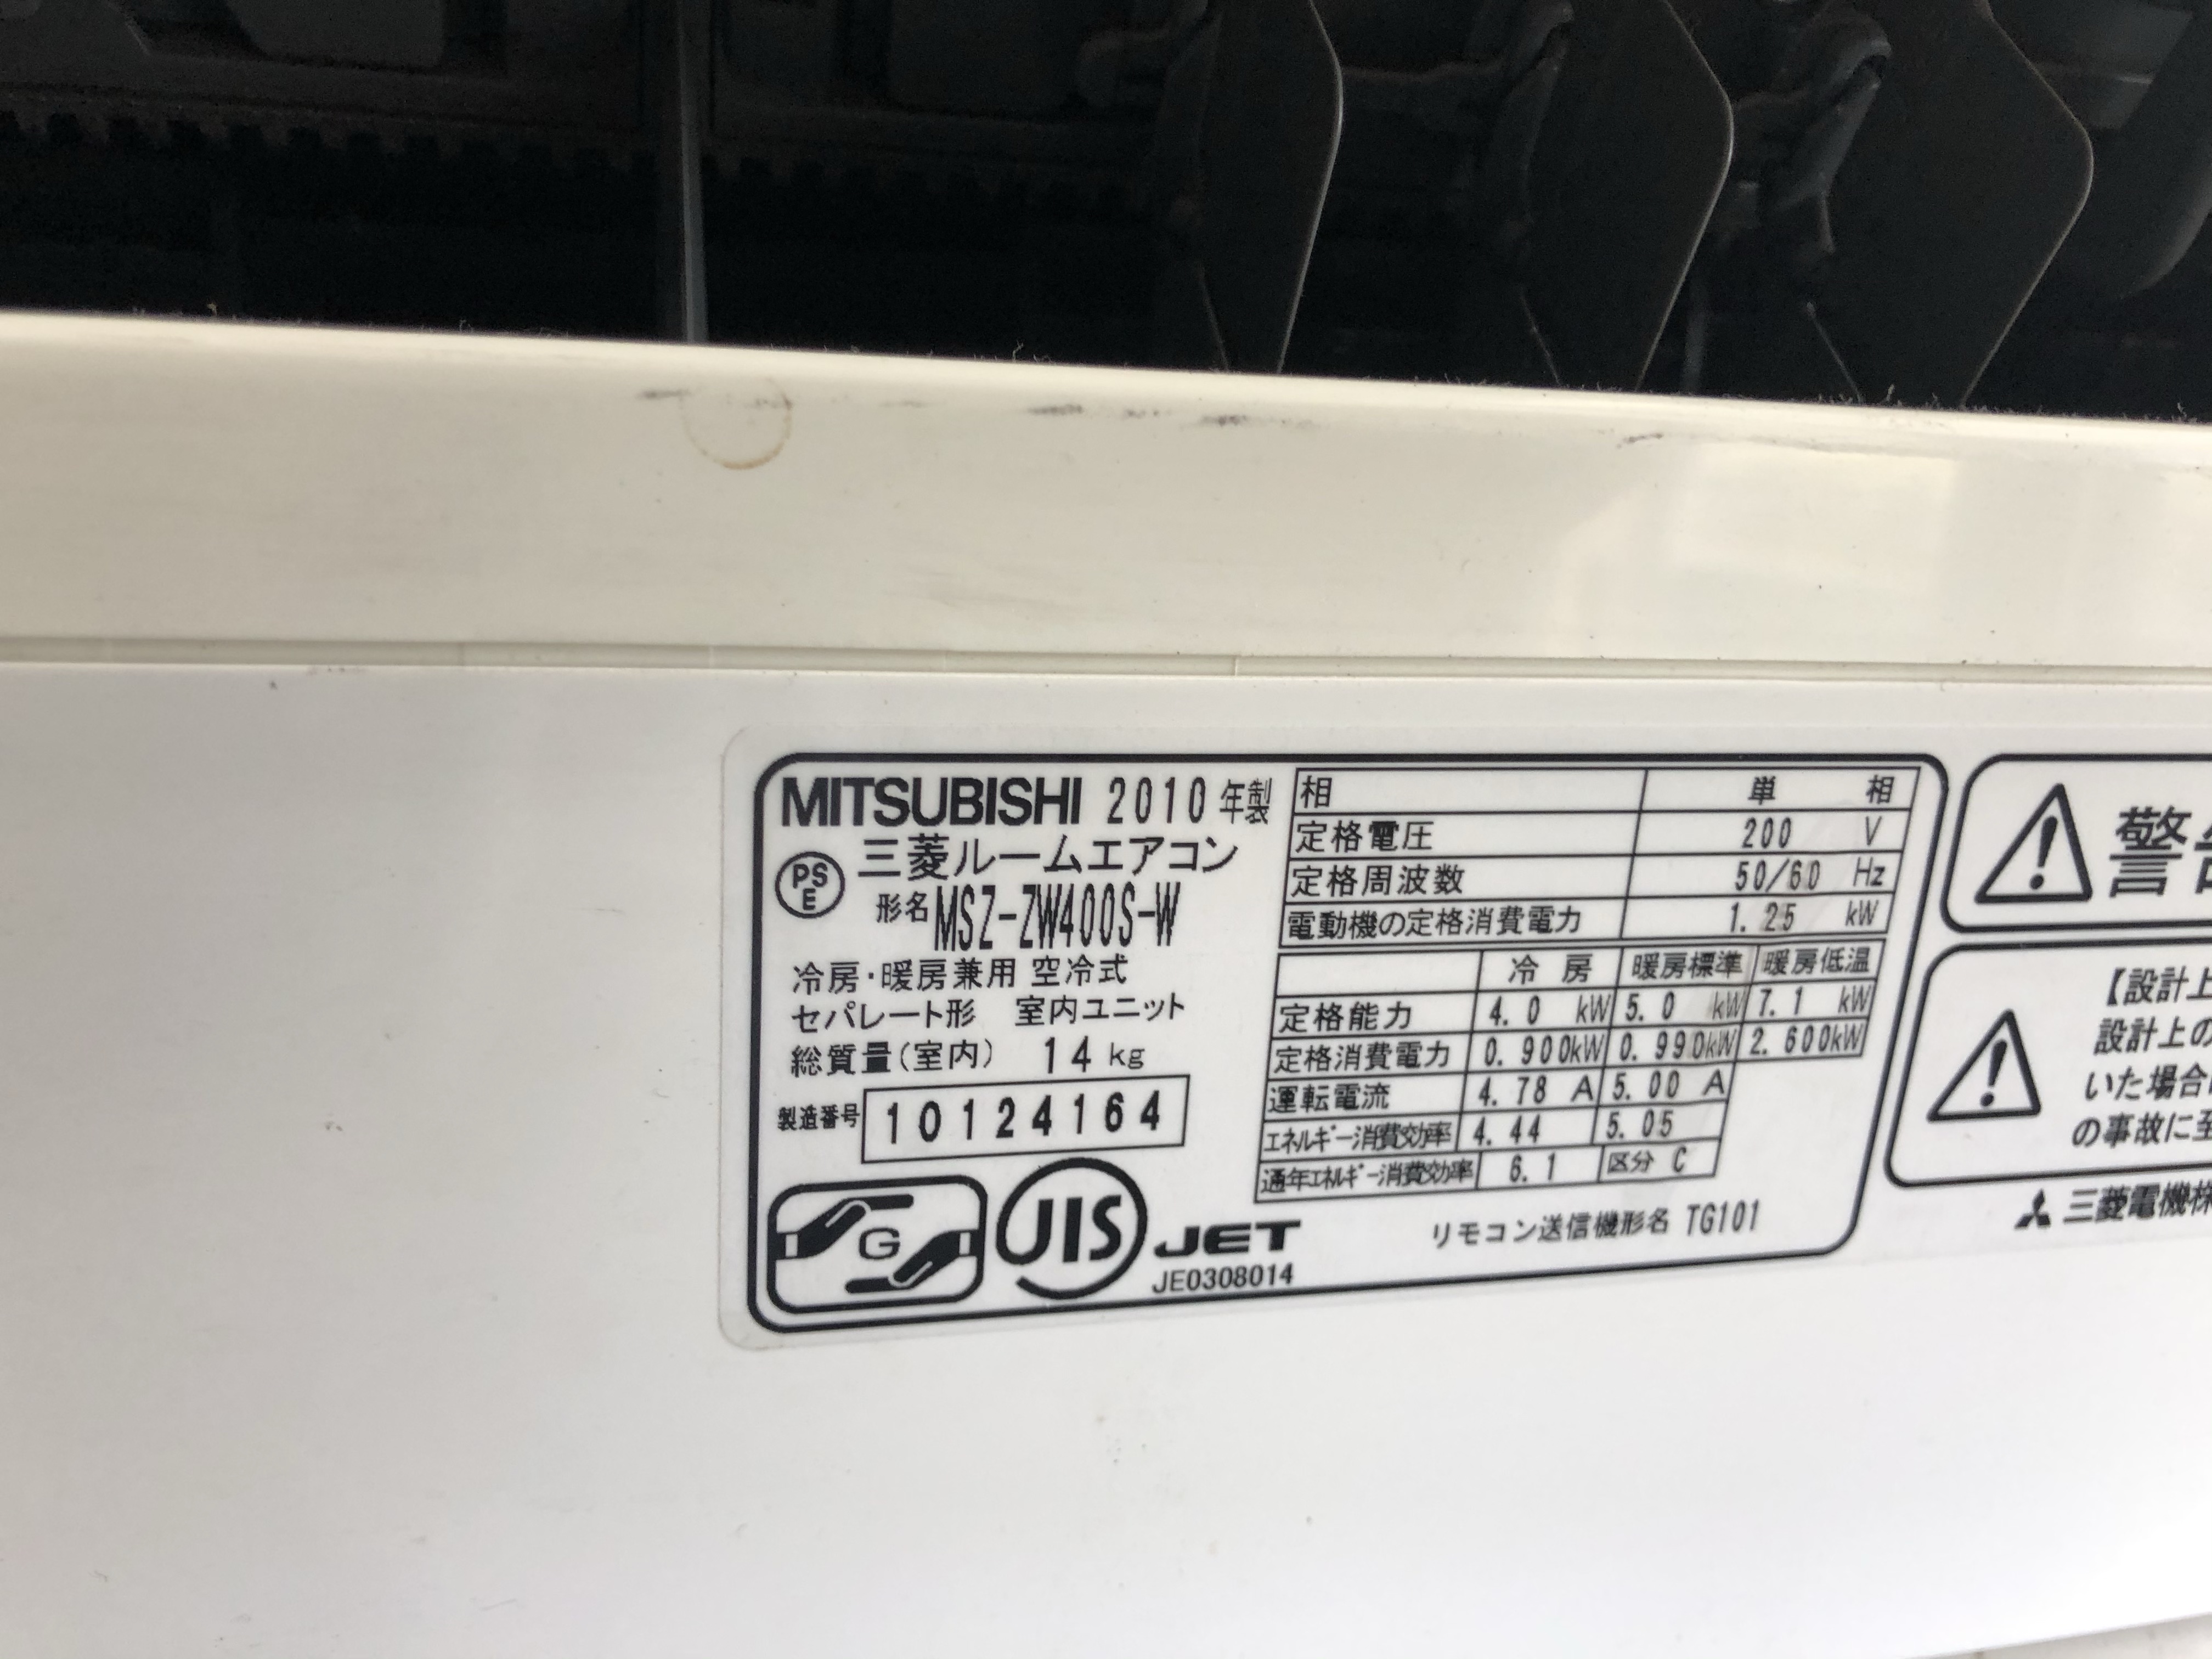 MITSUBISHI 2010 年製
PS
E
三菱ルームエアコン
形名 MSZ-ZW400S-W
冷房・暖房兼用 空冷式
セパレート形 室内ユニット
総質量(室内) 14 kg
製造番号 10124164
G
JIS
JET
JE0308014
相 単 相
定格電圧 200 V
定格周波数 50/60 Hz
電動機の定格消費電力 1.25 kW
冷 房 暖房標準 暖房低温
定格能力 4.0 kW 5.0 kW 7.1 kW
定格消費電力 0.900kW 0.990kW 2.600kW
運転電流 4.78 A 5.00 A
エネルギー消費効率 4.44 5.05
通年エネルギー消費効率 6.1 区分 C
リモコン送信機形名 TG101
警
【設計上
設計上の
いた場合
の事故に至
三菱電機株